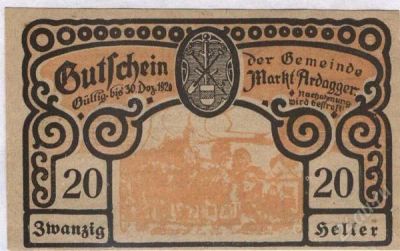 Gutschein
Gültig bis 30. Dez. 1920
der Gemeinde
Markt Ardagger
Nachahmung
wird bestraft!
20
20
Zwanzig
Heller